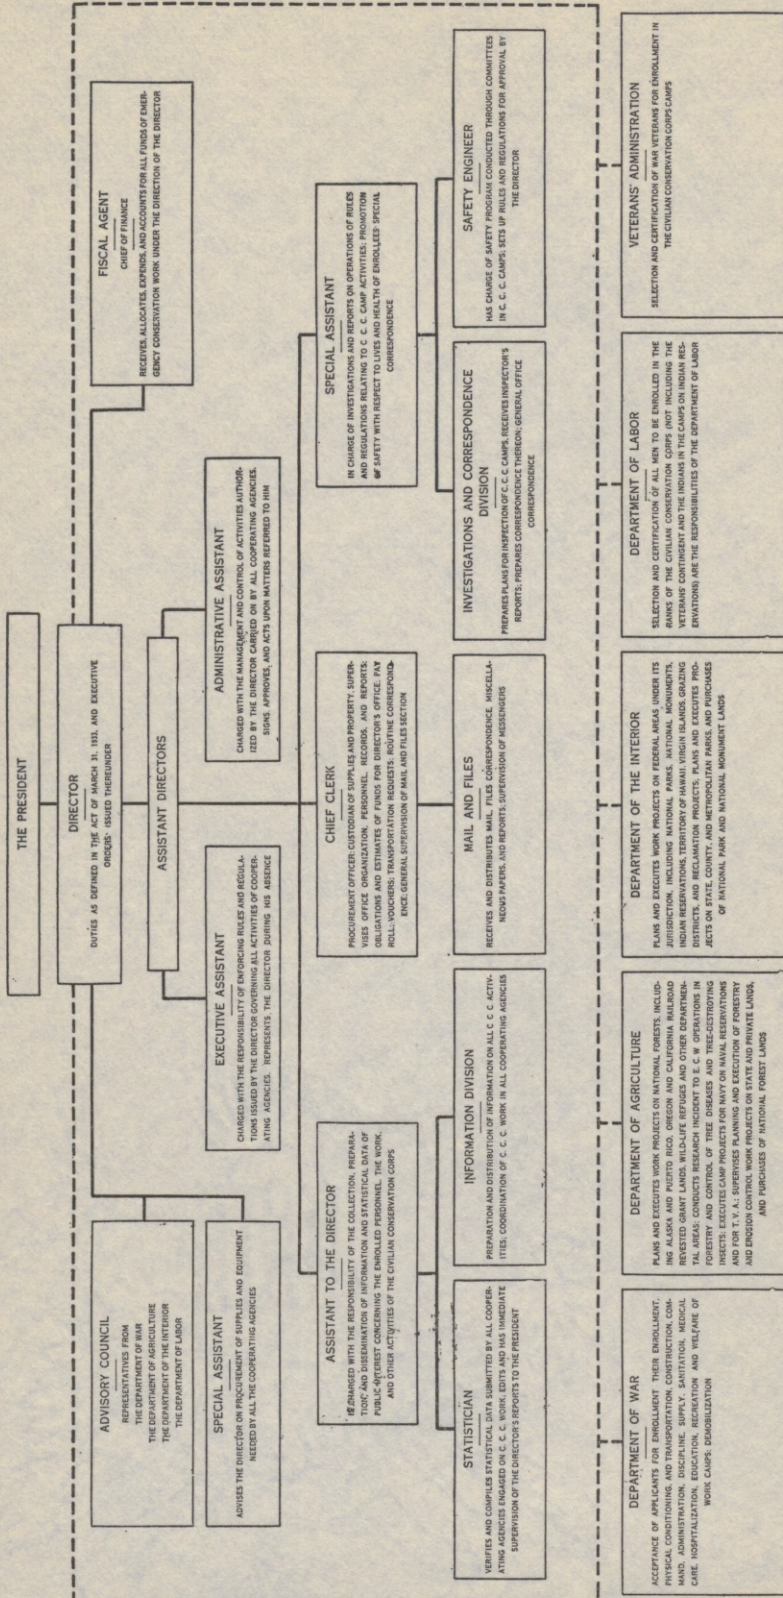 THE PRESIDENT
DIRECTOR
DUTIES AS DEFINED IN THE ACT OF MARCH 31, 1933, AND EXECUTIVE
ORDERS ISSUED THEREUNDER
FISCAL AGENT
CHIEF OF FINANCE
RECEIVES, ALLOCATES, EXPENDS, AND ACCOUNTS FOR ALL FUNDS OF EMER-
GENCY CONSERVATION WORK UNDER THE DIRECTION OF THE DIRECTOR
ADVISORY COUNCIL
REPRESENTATIVES FROM
THE DEPARTMENT OF WAR
THE DEPARTMENT OF AGRICULTURE
THE DEPARTMENT OF THE INTERIOR
THE DEPARTMENT OF LABOR
SPECIAL ASSISTANT
ADVISES THE DIRECTOR ON PROCUREMENT OF SUPPLIES AND EQUIPMENT
NEEDED BY ALL THE COOPERATING AGENCIES
ASSISTANT DIRECTORS
EXECUTIVE ASSISTANT
CHARGED WITH THE RESPONSIBILITY OF ENFORCING RULES AND REGULA-
TIONS ISSUED BY THE DIRECTOR GOVERNING ALL ACTIVITIES OF COOPER-
ATING AGENCIES. REPRESENTS THE DIRECTOR DURING HIS ABSENCE
ADMINISTRATIVE ASSISTANT
CHARGED WITH THE MANAGEMENT AND CONTROL OF ACTIVITIES AUTHOR-
IZED BY THE DIRECTOR CARRIED ON BY ALL COOPERATING AGENCIES.
SIGNS, APPROVES, AND ACTS UPON MATTERS REFERRED TO HIM
ASSISTANT TO THE DIRECTOR
IS CHARGED WITH THE RESPONSIBILITY OF THE COLLECTION, PREPARA-
TION, AND DISSEMINATION OF INFORMATION AND STATISTICAL DATA OF
PUBLIC INTEREST CONCERNING THE ENROLLED PERSONNEL, THE WORK,
AND OTHER ACTIVITIES OF THE CIVILIAN CONSERVATION CORPS
CHIEF CLERK
PROCUREMENT OFFICER; CUSTODIAN OF SUPPLIES AND PROPERTY; SUPER-
VISES OFFICE ORGANIZATION, PERSONNEL, RECORDS, AND REPORTS;
OBLIGATIONS AND ESTIMATES OF FUNDS FOR DIRECTOR'S OFFICE; PAY
ROLL; VOUCHERS; TRANSPORTATION REQUESTS; ROUTINE CORRESPOND-
ENCE; GENERAL SUPERVISION OF MAIL AND FILES SECTION
SPECIAL ASSISTANT
IN CHARGE OF INVESTIGATIONS AND REPORTS ON OPERATIONS OF RULES
AND REGULATIONS RELATING TO C. C. C. CAMP ACTIVITIES; PROMOTION
OF SAFETY WITH RESPECT TO LIVES AND HEALTH OF ENROLLEES; SPECIAL
CORRESPONDENCE
STATISTICIAN
VERIFIES AND COMPILES STATISTICAL DATA SUBMITTED BY ALL COOPER-
ATING AGENCIES ENGAGED ON C. C. C. WORK, EDITS AND HAS IMMEDIATE
SUPERVISION OF THE DIRECTOR'S REPORTS TO THE PRESIDENT
INFORMATION DIVISION
PREPARATION AND DISTRIBUTION OF INFORMATION ON ALL C. C. C. ACTIV-
ITIES; COORDINATION OF C. C. C. WORK IN ALL COOPERATING AGENCIES
MAIL AND FILES
RECEIVES AND DISTRIBUTES MAIL, FILES CORRESPONDENCE, MISCELLA-
NEOUS PAPERS, AND REPORTS; SUPERVISION OF MESSENGERS
INVESTIGATIONS AND CORRESPONDENCE
DIVISION
PREPARES PLANS FOR INSPECTION OF C. C. C. CAMPS, RECEIVES INSPECTOR'S
REPORTS; PREPARES CORRESPONDENCE THEREON; GENERAL OFFICE
CORRESPONDENCE
SAFETY ENGINEER
HAS CHARGE OF SAFETY PROGRAM CONDUCTED THROUGH COMMITTEES
IN C. C. C. CAMPS; SETS UP RULES AND REGULATIONS FOR APPROVAL BY
THE DIRECTOR
DEPARTMENT OF WAR
ACCEPTANCE OF APPLICANTS FOR ENROLLMENT, THEIR ENROLLMENT,
PHYSICAL CONDITIONING, AND TRANSPORTATION, CONSTRUCTION, COM-
MAND, ADMINISTRATION, DISCIPLINE, SUPPLY, SANITATION, MEDICAL
CARE, HOSPITALIZATION, EDUCATION, RECREATION AND WELFARE OF
WORK CAMPS; DEMOBILIZATION
DEPARTMENT OF AGRICULTURE
PLANS AND EXECUTES WORK PROJECTS ON NATIONAL FORESTS, INCLUD-
ING ALASKA AND PUERTO RICO, OREGON AND CALIFORNIA RAILROAD
REVESTED GRANT LANDS, WILD-LIFE REFUGES AND OTHER DEPARTMEN-
TAL AREAS; CONDUCTS RESEARCH INCIDENT TO E. C. W. OPERATIONS IN
FORESTRY AND CONTROL OF TREE DISEASES AND TREE-DESTROYING
INSECTS; EXECUTES CAMP PROJECTS FOR NAVY ON NAVAL RESERVATIONS
AND FOR T. V. A.; SUPERVISES PLANNING AND EXECUTION OF FORESTRY
AND EROSION CONTROL WORK PROJECTS ON STATE AND PRIVATE LANDS,
AND PURCHASES OF NATIONAL FOREST LANDS
DEPARTMENT OF THE INTERIOR
PLANS AND EXECUTES WORK PROJECTS ON FEDERAL AREAS UNDER ITS
JURISDICTION, INCLUDING NATIONAL PARKS, NATIONAL MONUMENTS,
INDIAN RESERVATIONS, TERRITORY OF HAWAII, VIRGIN ISLANDS, GRAZING
DISTRICTS, AND RECLAMATION PROJECTS, PLANS AND EXECUTES PRO-
JECTS ON STATE, COUNTY, AND METROPOLITAN PARKS, AND PURCHASES
OF NATIONAL PARK AND NATIONAL MONUMENT LANDS
DEPARTMENT OF LABOR
SELECTION AND CERTIFICATION OF ALL MEN TO BE ENROLLED IN THE
RANKS OF THE CIVILIAN CONSERVATION CORPS (NOT INCLUDING THE
VETERANS' CONTINGENT AND THE INDIANS IN THE CAMPS ON INDIAN RES-
ERVATIONS) ARE THE RESPONSIBILITIES OF THE DEPARTMENT OF LABOR
VETERANS' ADMINISTRATION
SELECTION AND CERTIFICATION OF WAR VETERANS FOR ENROLLMENT IN
THE CIVILIAN CONSERVATION CORPS CAMPS